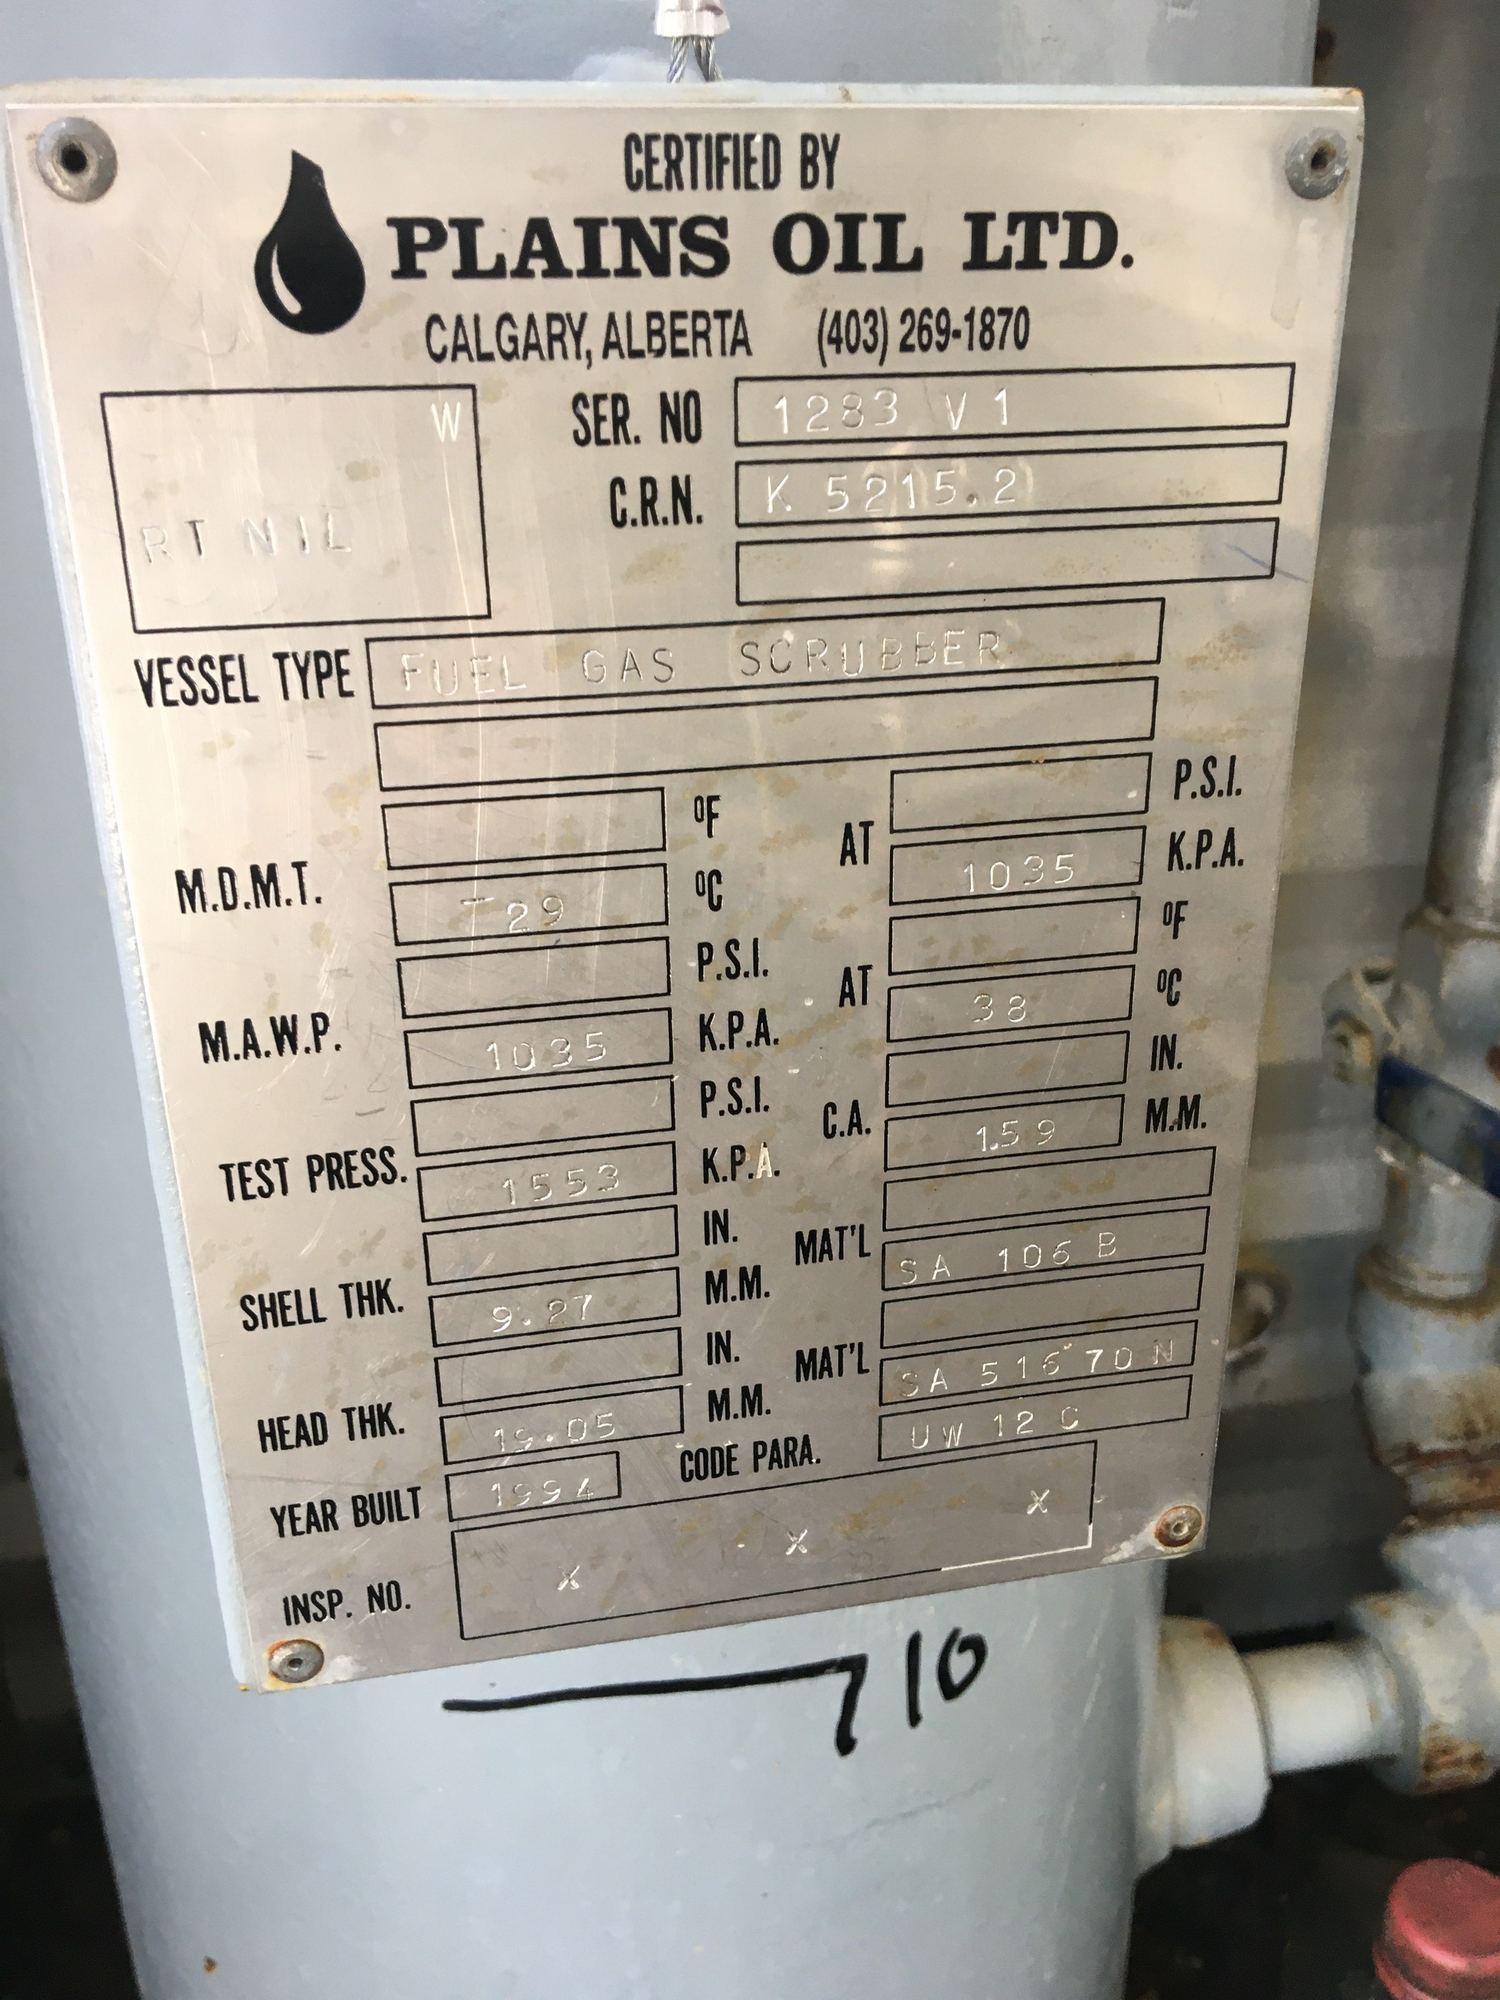 CERTIFIED BY
PLAINS OIL LTD.
CALGARY, ALBERTA (403) 269-1870
W
RT NIL
SER. NO 1283 V1
C.R.N. K 5215.2
VESSEL TYPE FUEL GAS SCRUBBER
°F AT P.S.I.
M.D.M.T. -29 °C 1035 K.P.A.
P.S.I. AT °F
M.A.W.P. 1035 K.P.A. 38 °C
P.S.I. C.A. IN.
TEST PRESS. 1553 K.P.A. 1.59 M.M.
IN.
SHELL THK. 9.27 M.M. MAT'L SA 106 B
IN.
HEAD THK. 19.05 M.M. MAT'L SA 516 70 N
YEAR BUILT 1994 CODE PARA. UW 12 C
INSP. NO. X X X
10